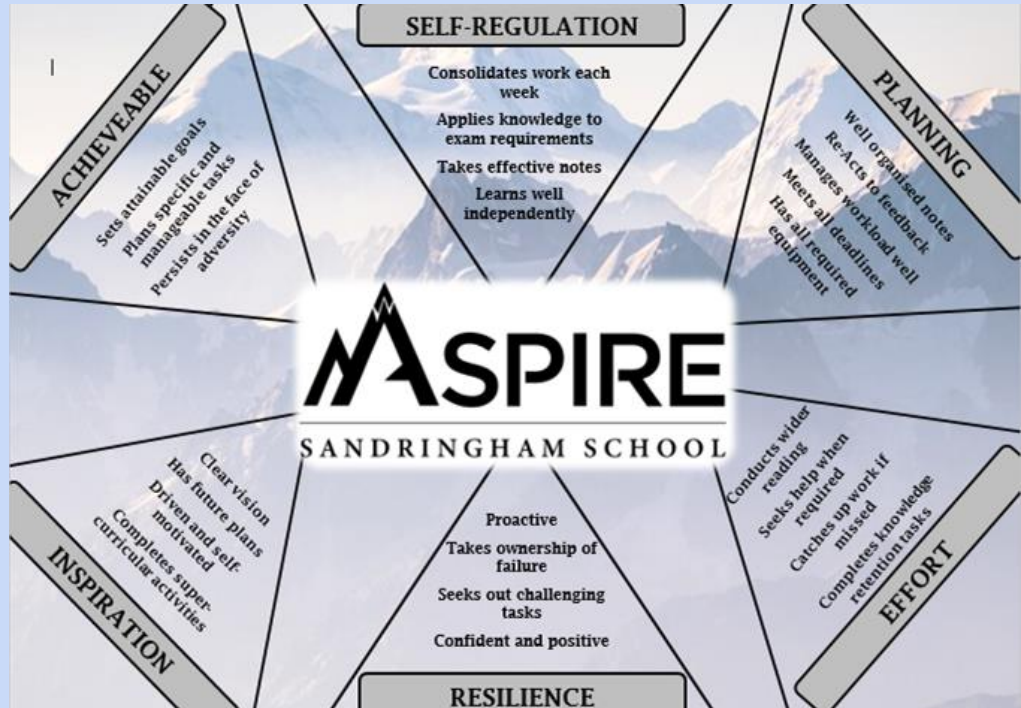 ACHIEVEABLE
Sets attainable goals
Plans specific and
manageable tasks
Persists in the face of
adversity
SELF-REGULATION
Consolidates work each
week
Applies knowledge to
exam requirements
Takes effective notes
Learns well
independently
PLANNING
Well organised notes
Re-Acts to feedback
Manages workload well
Meets all deadlines
Has all required
equipment
ASPIRE
SANDRINGHAM SCHOOL
INSPIRATION
Clear vision
Has future plans
Driven and self-
motivated
Completes super-
curricular activities
Proactive
Takes ownership of
failure
Seeks out challenging
tasks
Confident and positive
RESILIENCE
Conducts wider
reading
Seeks help when
required
Catches up work if
missed
Completes knowledge
retention tasks
EFFORT